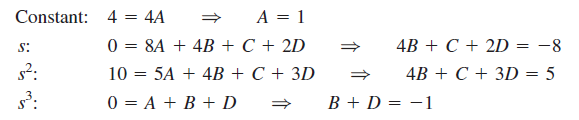 Constant: 4 = 4A ⇒ A = 1
s: 0 = 8A + 4B + C + 2D ⇒ 4B + C + 2D = −8
s²: 10 = 5A + 4B + C + 3D ⇒ 4B + C + 3D = 5
s³: 0 = A + B + D ⇒ B + D = −1